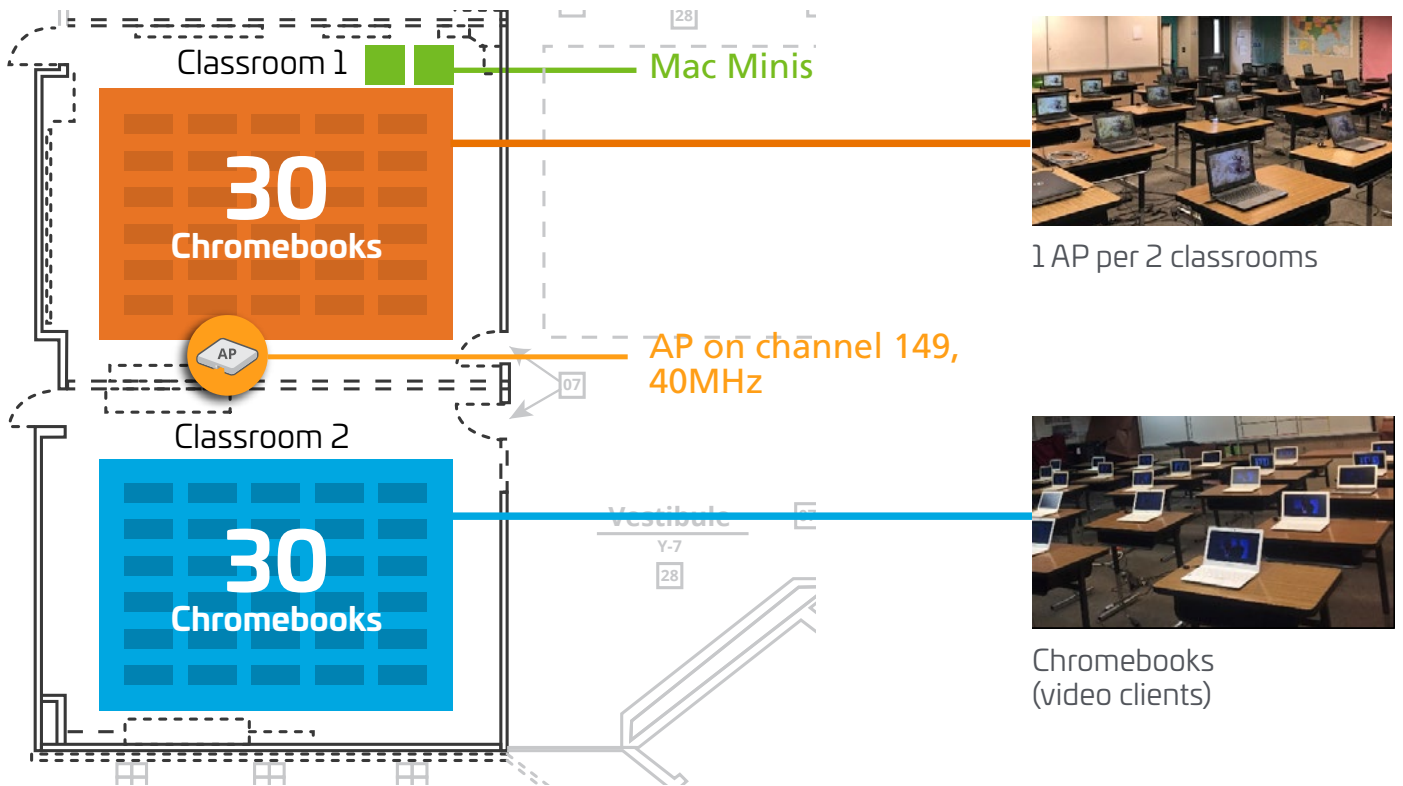 28
Classroom 1
Mac Minis
30
Chromebooks
1 AP per 2 classrooms
AP
AP on channel 149,
40MHz
07
Classroom 2
30
Chromebooks
Vestibule
Y-7
28
Chromebooks
(video clients)